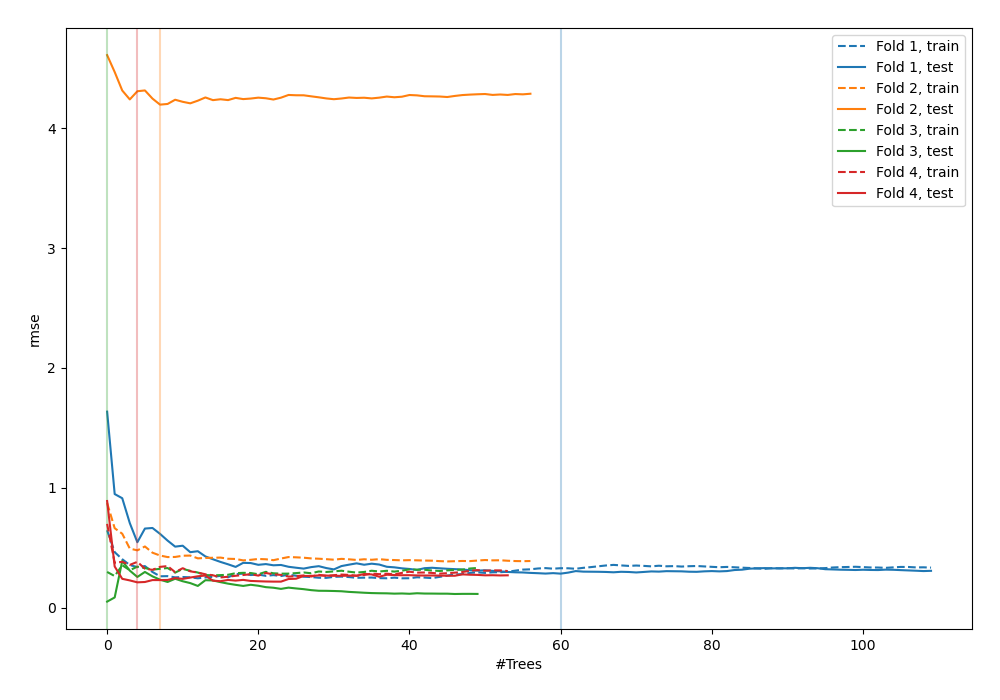 Fold 1, train
Fold 1, test
Fold 2, train
Fold 2, test
Fold 3, train
Fold 3, test
Fold 4, train
Fold 4, test
4
3
2
1
0
rmse
0 20 40 60 80 100
#Trees